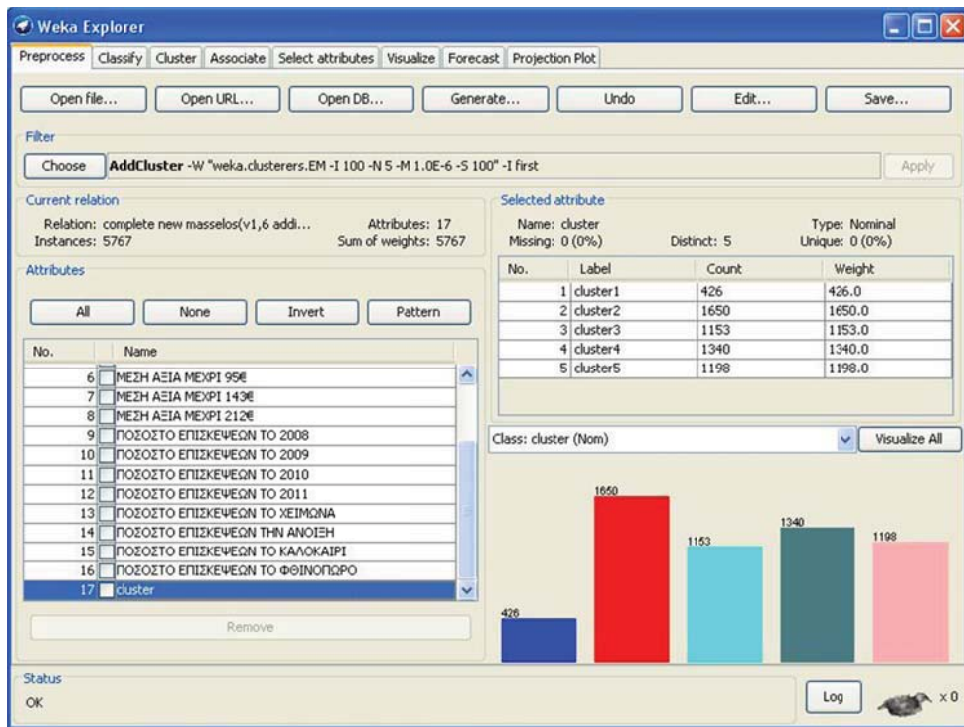 Weka Explorer
Preprocess Classify Cluster Associate Select attributes Visualize Forecast Projection Plot
Open file... Open URL... Open DB... Generate... Undo Edit... Save...
Filter
Choose AddCluster -W "weka.clusterers.EM -I 100 -N 5 -M 1.0E-6 -S 100" -I first Apply
Current relation
Relation: complete new masselos(v1,6 addi... Attributes: 17
Instances: 5767 Sum of weights: 5767
Attributes
All None Invert Pattern
No. Name
6 ΜΕΣΗ ΑΞΙΑ ΜΕΧΡΙ 95€
7 ΜΕΣΗ ΑΞΙΑ ΜΕΧΡΙ 143€
8 ΜΕΣΗ ΑΞΙΑ ΜΕΧΡΙ 212€
9 ΠΟΣΟΣΤΟ ΕΠΙΣΚΕΨΕΩΝ ΤΟ 2008
10 ΠΟΣΟΣΤΟ ΕΠΙΣΚΕΨΕΩΝ ΤΟ 2009
11 ΠΟΣΟΣΤΟ ΕΠΙΣΚΕΨΕΩΝ ΤΟ 2010
12 ΠΟΣΟΣΤΟ ΕΠΙΣΚΕΨΕΩΝ ΤΟ 2011
13 ΠΟΣΟΣΤΟ ΕΠΙΣΚΕΨΕΩΝ ΤΟ ΧΕΙΜΩΝΑ
14 ΠΟΣΟΣΤΟ ΕΠΙΣΚΕΨΕΩΝ ΤΗΝ ΑΝΟΙΞΗ
15 ΠΟΣΟΣΤΟ ΕΠΙΣΚΕΨΕΩΝ ΤΟ ΚΑΛΟΚΑΙΡΙ
16 ΠΟΣΟΣΤΟ ΕΠΙΣΚΕΨΕΩΝ ΤΟ ΦΘΙΝΟΠΩΡΟ
17 cluster
Remove
Selected attribute
Name: cluster Type: Nominal
Missing: 0 (0%) Distinct: 5 Unique: 0 (0%)
No. Label Count Weight
1 cluster1 426 426.0
2 cluster2 1650 1650.0
3 cluster3 1153 1153.0
4 cluster4 1340 1340.0
5 cluster5 1198 1198.0
Class: cluster (Nom) Visualize All
426
1650
1153
1340
1198
Status
OK
Log x 0